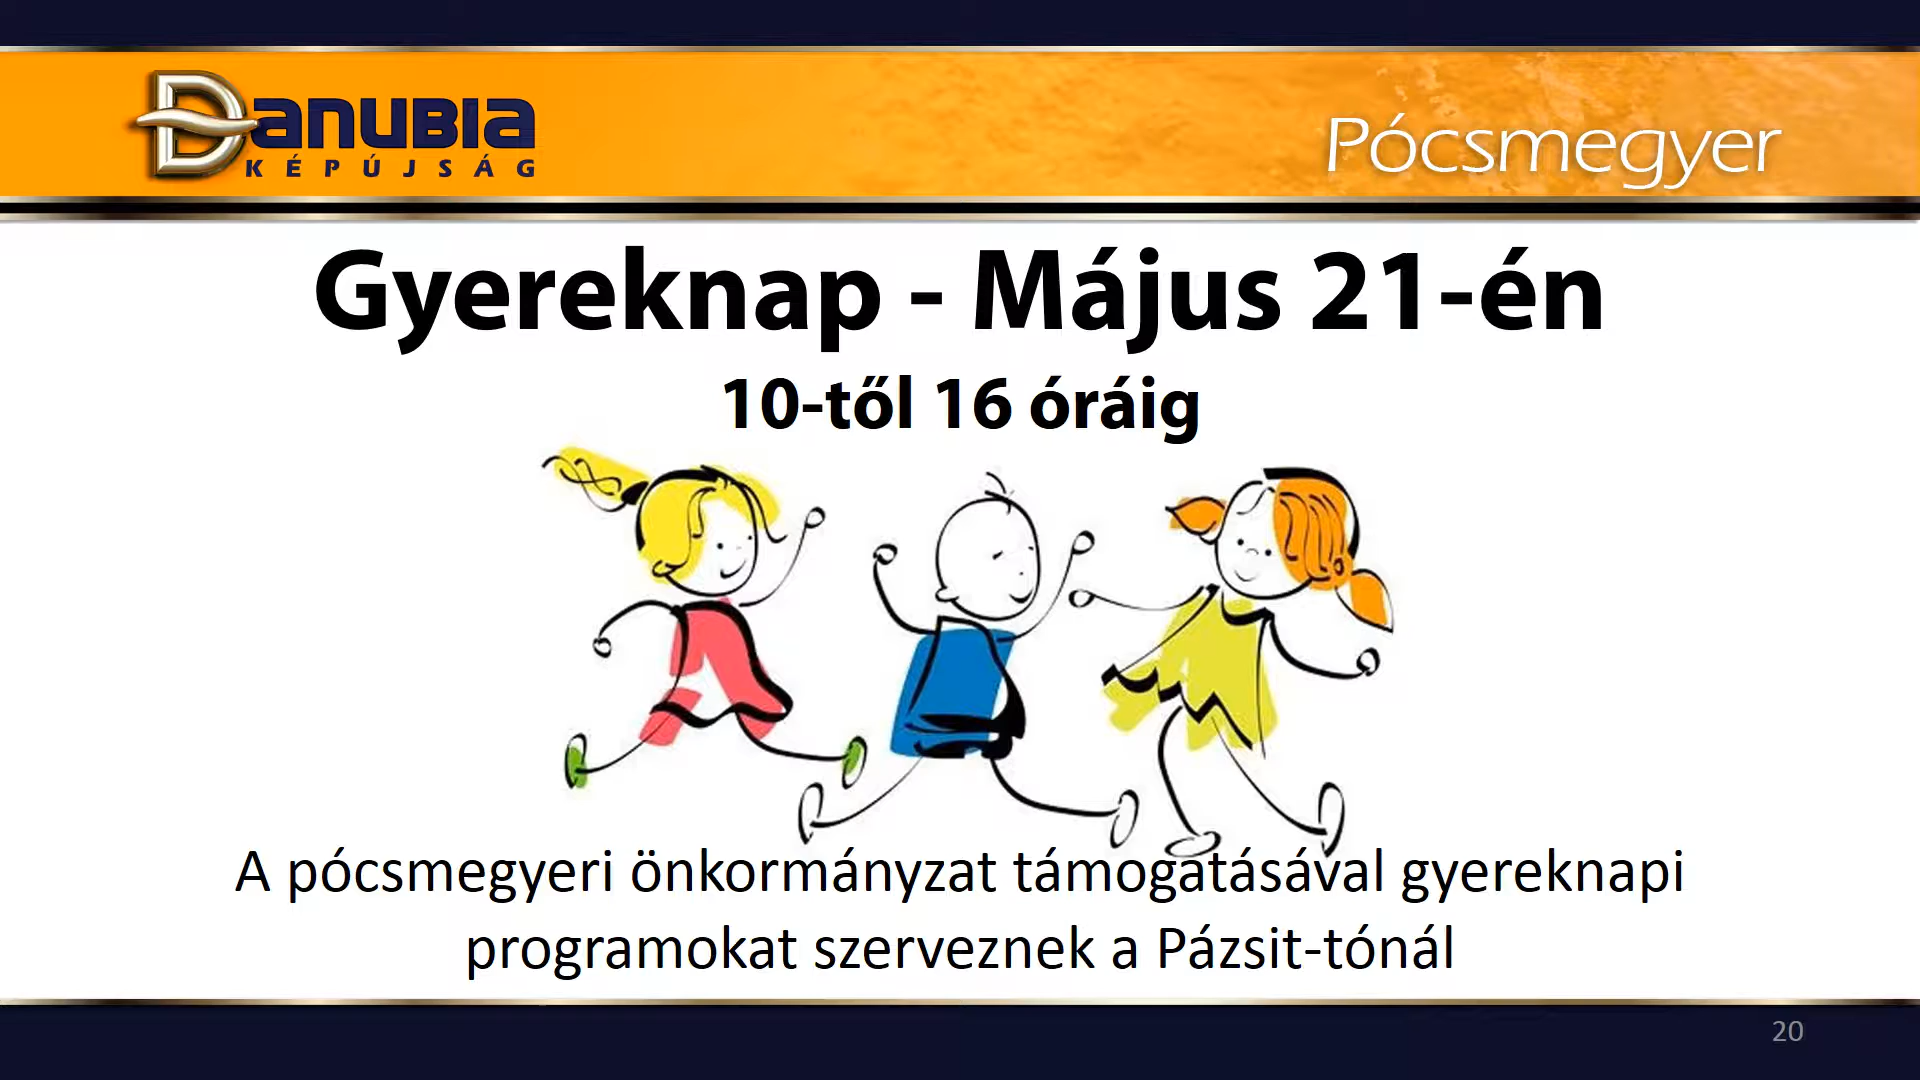 DANUBIA
KÉPÚJSÁG
Pócsmegyer
Gyereknap - Május 21-én
10-től 16 óráig
A pócsmegyeri önkormányzat támogatásával gyereknapi
programokat szerveznek a Pázsit-tónál
20